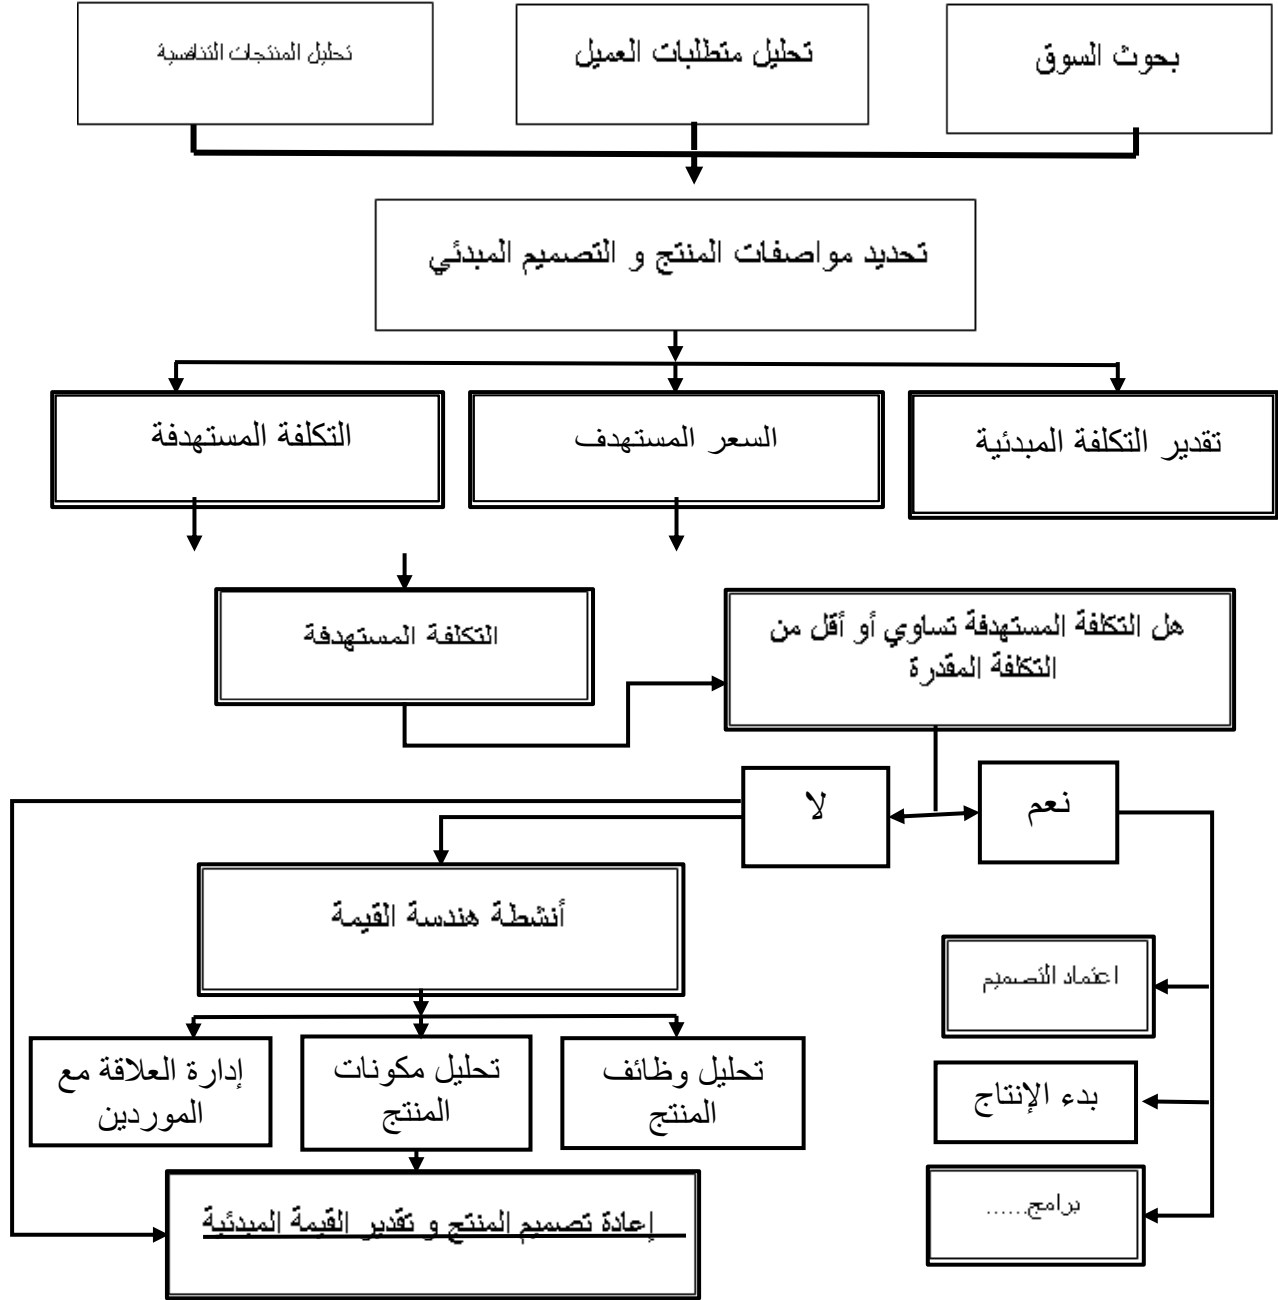 بحوث السوق
تحليل متطلبات العميل
تحليل المنتجات التنافسية
تحديد مواصفات المنتج و التصميم المبدئي
تقدير التكلفة المبدئية
السعر المستهدف
التكلفة المستهدفة
هل التكلفة المستهدفة تساوي أو أقل من
التكلفة المقدرة
التكلفة المستهدفة
نعم
لا
أنشطة هندسة القيمة
اعتماد التصميم
تحليل وظائف
المنتج
تحليل مكونات
المنتج
إدارة العلاقة مع
الموردين
بدء الإنتاج
برامج......
إعادة تصميم المنتج و تقدير القيمة المبدئية